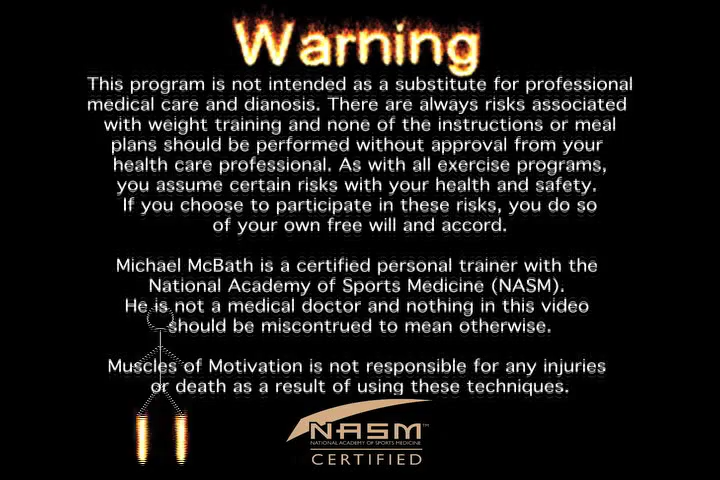 Warning
This program is not intended as a substitute for professional
medical care and dianosis. There are always risks associated
with weight training and none of the instructions or meal
plans should be performed without approval from your
health care professional. As with all exercise programs,
you assume certain risks with your health and safety.
If you choose to participate in these risks, you do so
of your own free will and accord.
Michael McBath is a certified personal trainer with the
National Academy of Sports Medicine (NASM).
He is not a medical doctor and nothing in this video
should be miscontrued to mean otherwise.
Muscles of Motivation is not responsible for any injuries
or death as a result of using these techniques.
NASM™
NATIONAL ACADEMY OF SPORTS MEDICINE
CERTIFIED